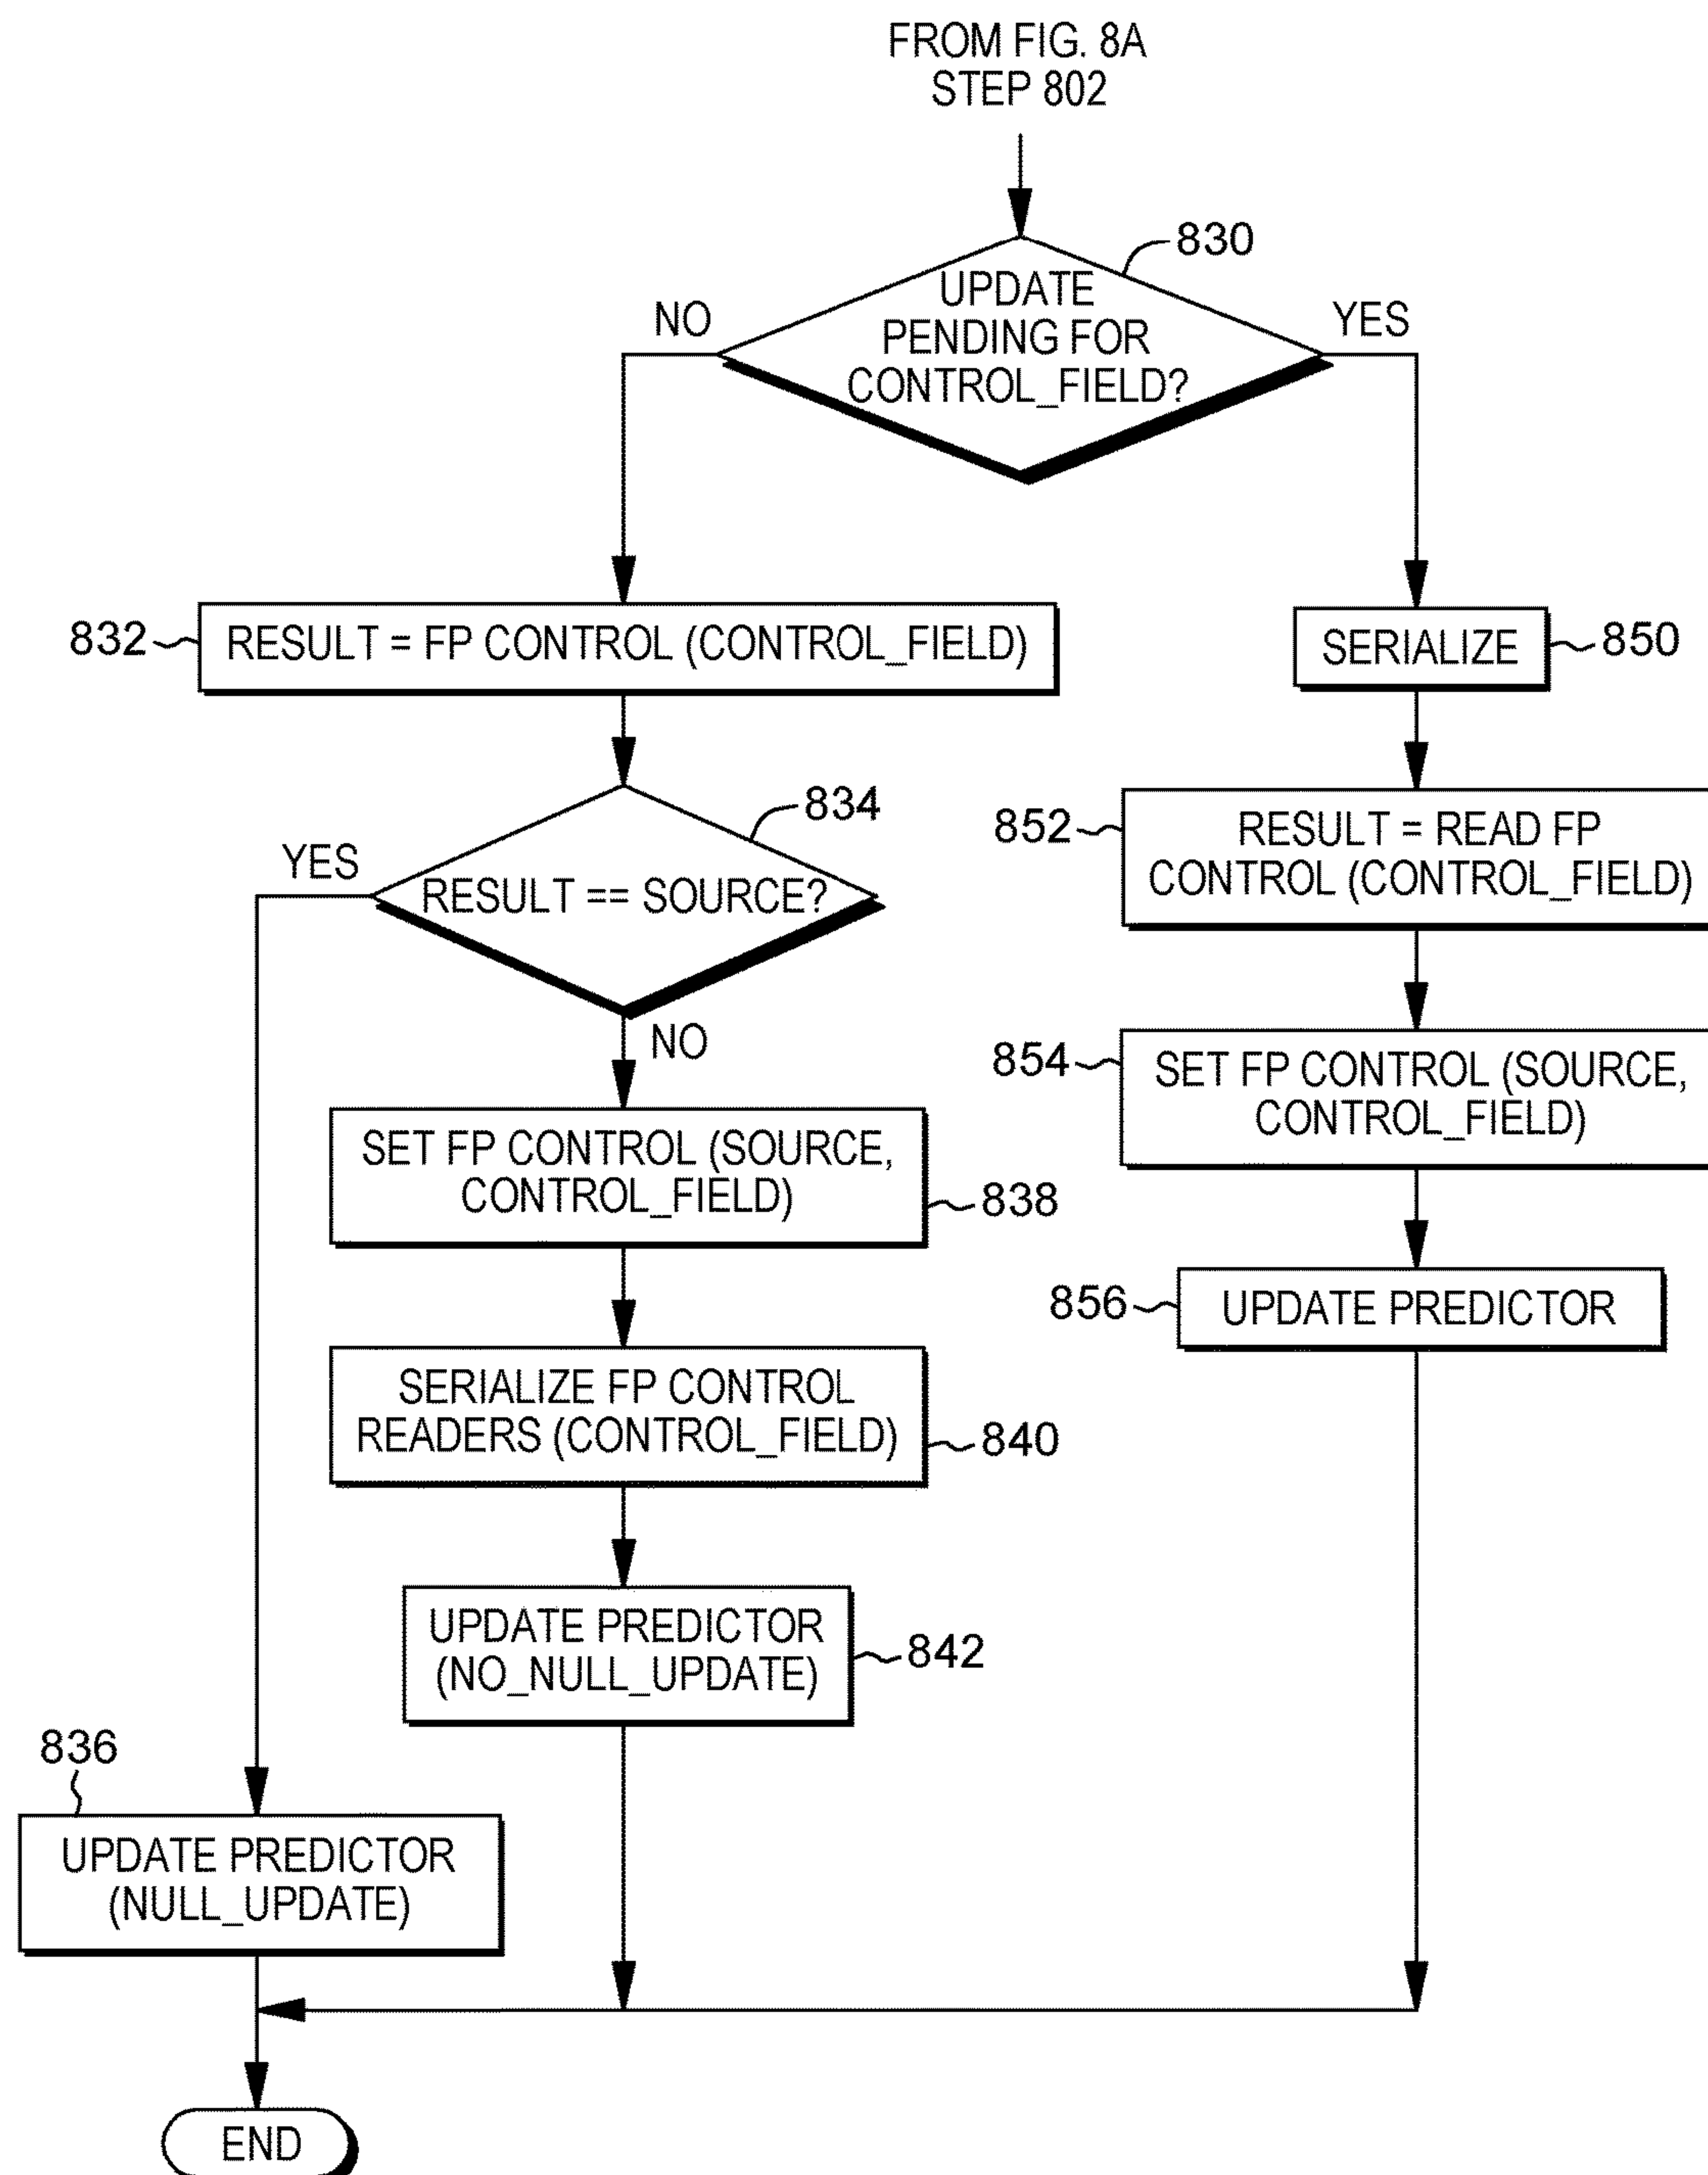 FROM FIG. 8A
STEP 802
830
UPDATE
PENDING FOR
CONTROL_FIELD?
NO
YES
832
RESULT = FP CONTROL (CONTROL_FIELD)
SERIALIZE
850
834
YES
RESULT == SOURCE?
NO
852
RESULT = READ FP
CONTROL (CONTROL_FIELD)
854
SET FP CONTROL (SOURCE,
CONTROL_FIELD)
SET FP CONTROL (SOURCE,
CONTROL_FIELD)
838
856
UPDATE PREDICTOR
SERIALIZE FP CONTROL
READERS (CONTROL_FIELD)
840
UPDATE PREDICTOR
(NO_NULL_UPDATE)
842
836
UPDATE PREDICTOR
(NULL_UPDATE)
END